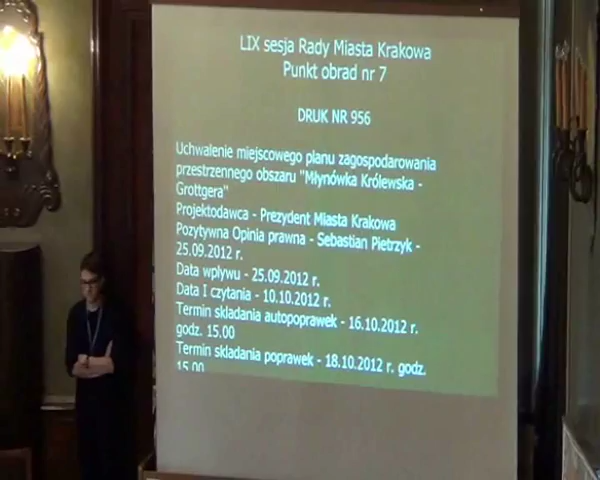 LIX sesja Rady Miasta Krakowa
Punkt obrad nr 7
DRUK NR 956
Uchwalenie miejscowego planu zagospodarowania
przestrzennego obszaru "Młynówka Królewska -
Grottgera"
Projektodawca - Prezydent Miasta Krakowa
Pozytywna Opinia prawna - Sebastian Pietrzyk -
25.09.2012 r.
Data wpływu - 25.09.2012 r.
Data I czytania - 10.10.2012 r.
Termin składania autopoprawek - 16.10.2012 r.
godz. 15.00
Termin składania poprawek - 18.10.2012 r. godz.
15.00